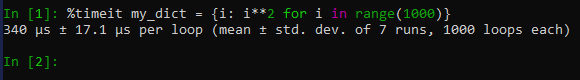 In [1]: %timeit my_dict = {i: i**2 for i in range(1000)}
340 µs ± 17.1 µs per loop (mean ± std. dev. of 7 runs, 1000 loops each)
In [2]: